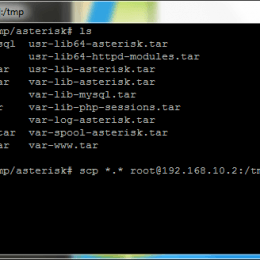 :/tmp
mp/asterisk# ls
sql usr-lib64-asterisk.tar
usr-lib64-httpd-modules.tar
ar usr-lib-asterisk.tar
ar var-lib-asterisk.tar
var-lib-mysql.tar
r var-lib-php-sessions.tar
var-log-asterisk.tar
tar var-spool-asterisk.tar
ar var-www.tar
mp/asterisk# scp *.* root@192.168.10.2:/tm